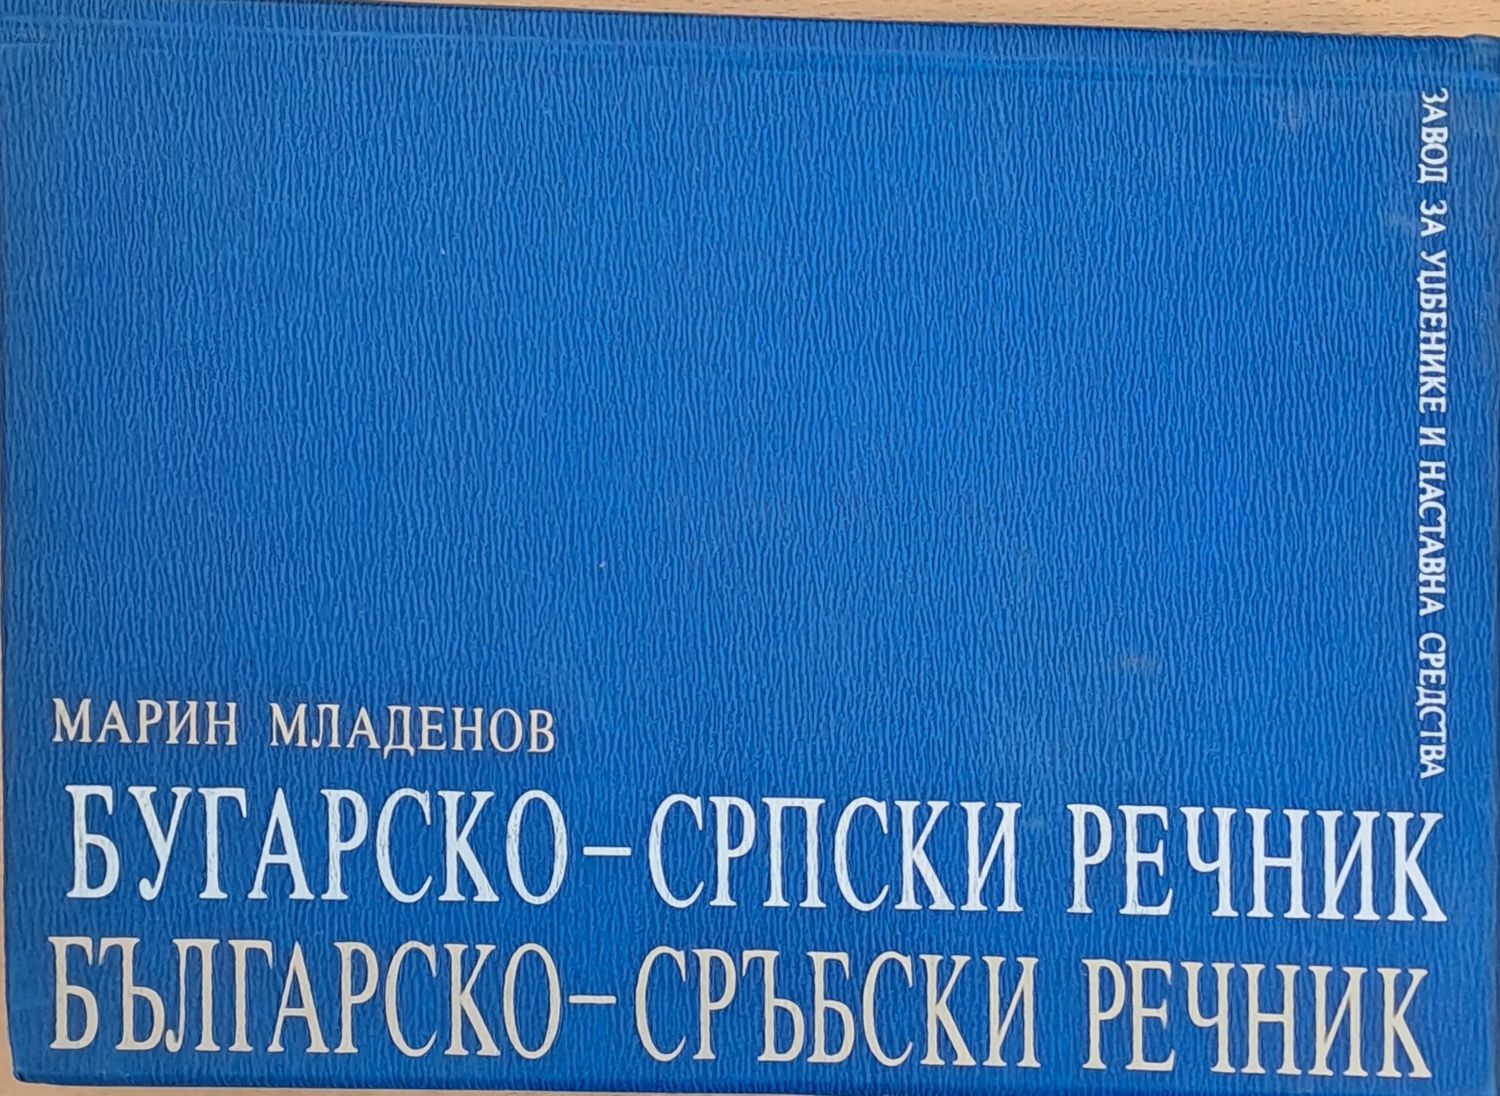 МАРИН МЛАДЕНОВ
БУГАРСКО–СРПСКИ РЕЧНИК
БЪЛГАРСКО–СРЪБСКИ РЕЧНИК
ЗАВОД ЗА УЏБЕНИКЕ И НАСТАВНА СРЕДСТВА